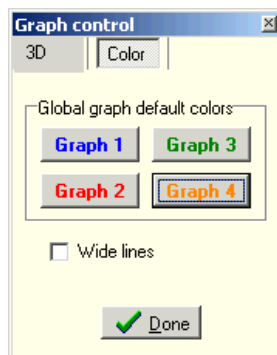 Graph control
3D Color
Global graph default colors
Graph 1 Graph 3
Graph 2 Graph 4
Wide lines
Done